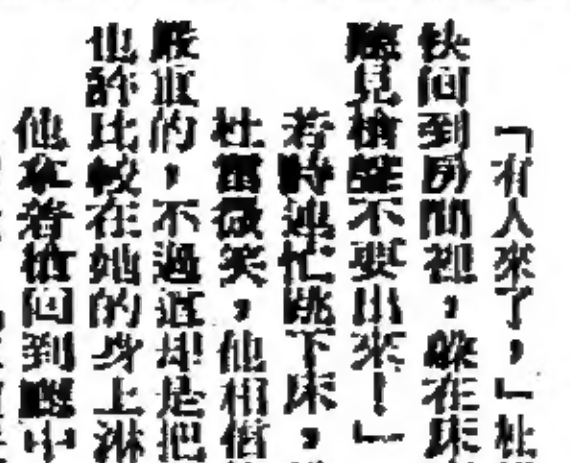 「有人來了，」杜
快回到房間裡，躲在床
聽見槍聲不要出來！」
若時連忙跳下床，
杜雷微笑，他相信
嚴重的，不過這却是把
也許比較在她的身上淋
他拿着槍回到廳中